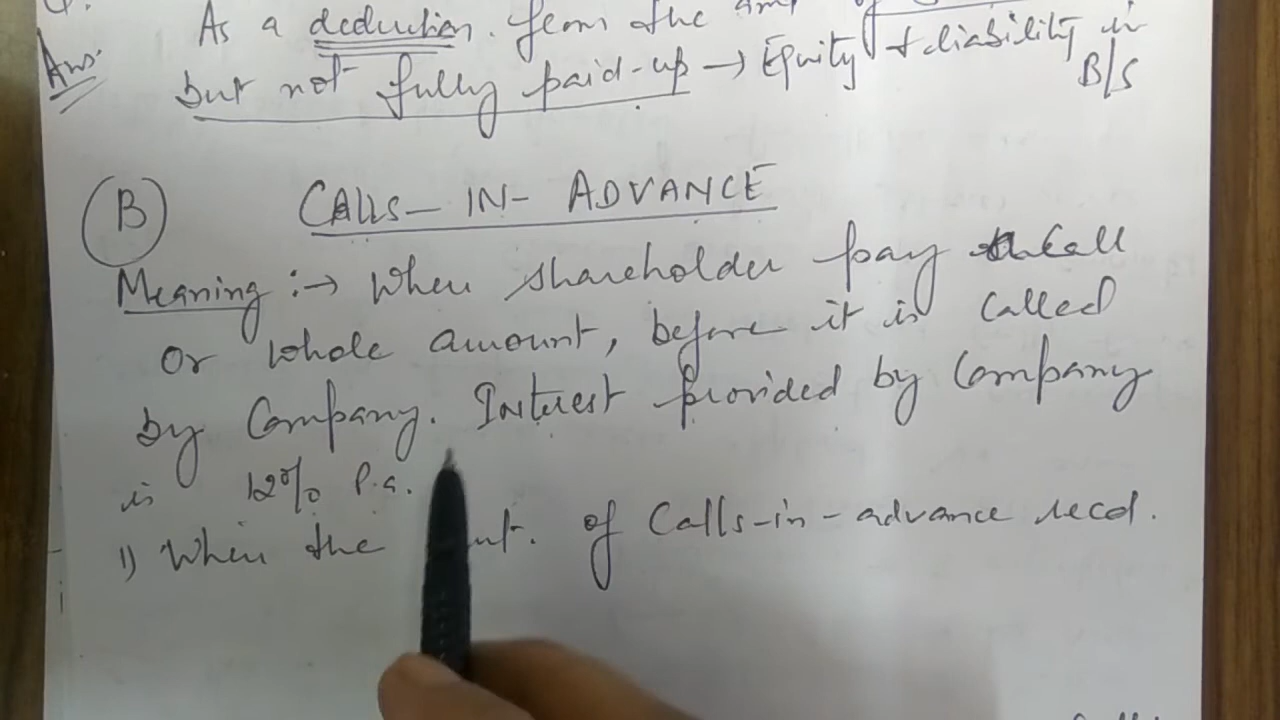 Ans.
As a deduction. from the amt of
but not fully paid-up → Equity & liability in
B/S
(B) CALLS-IN-ADVANCE
Meaning :→ When shareholder pay call
or whole amount, before it is called
by Company. Interest provided by Company
is 12% P.a.
1) When the of Calls-in-advance recd.